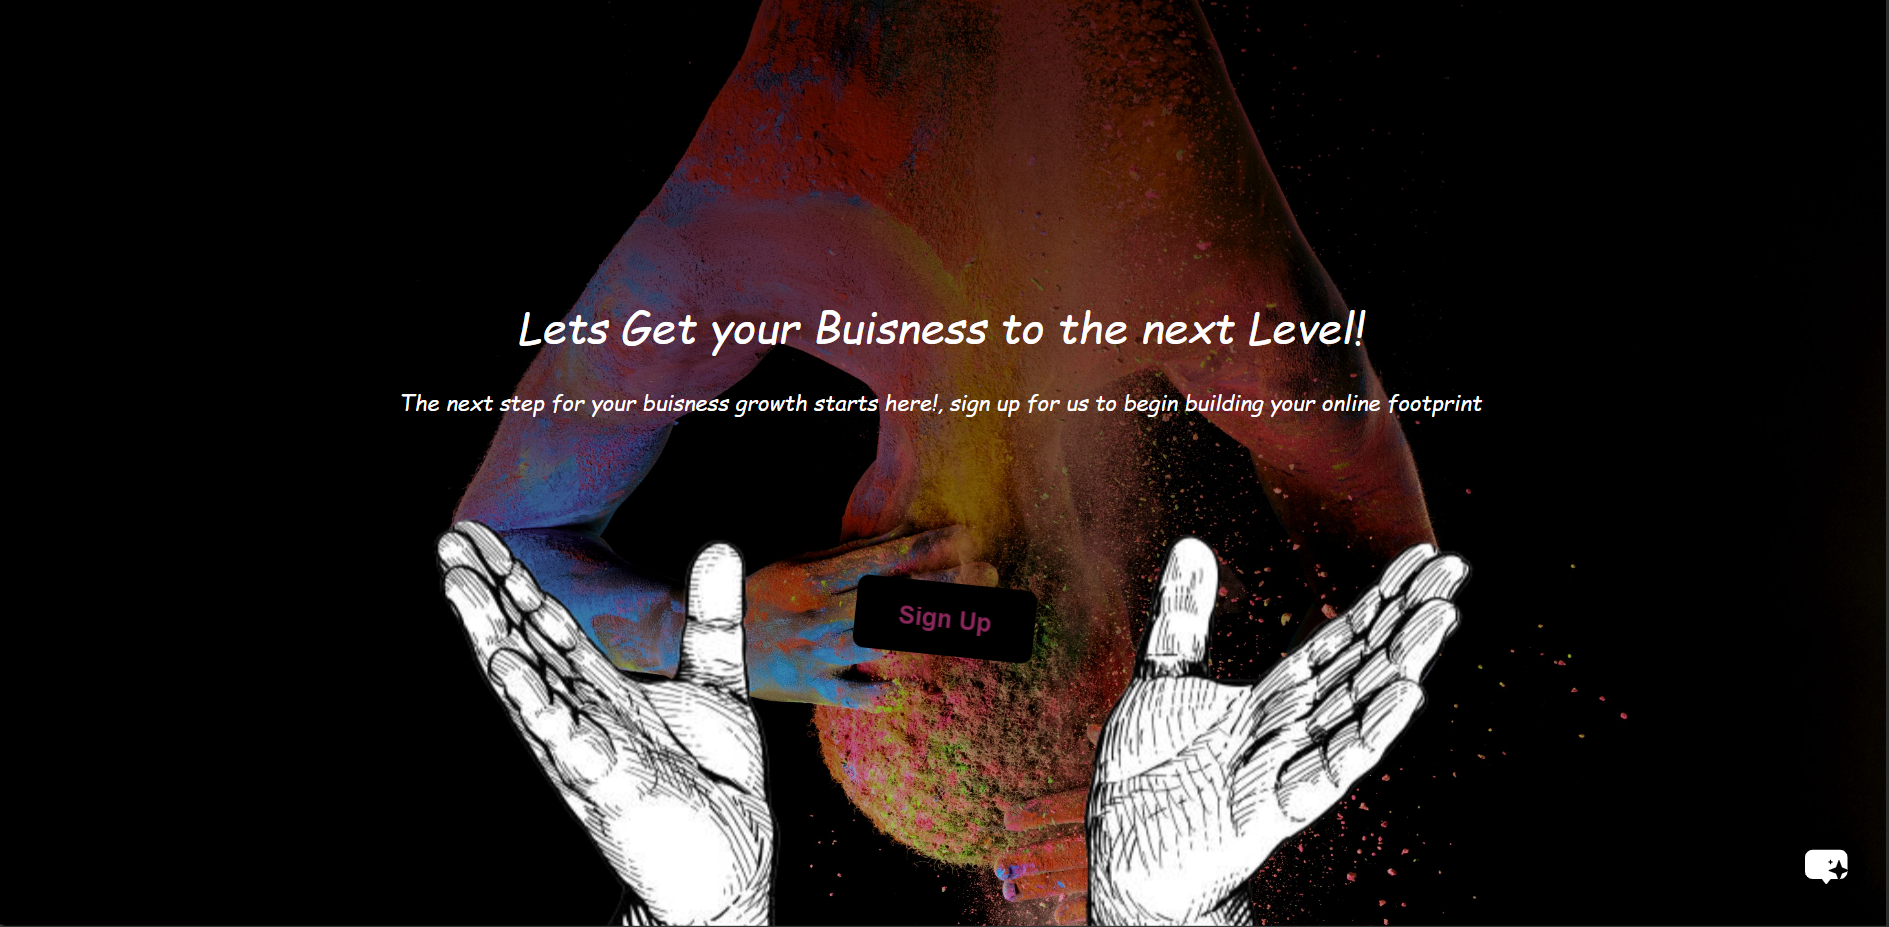 Lets Get your Buisness to the next Level!
The next step for your buisness growth starts here!, sign up for us to begin building your online footprint
Sign Up